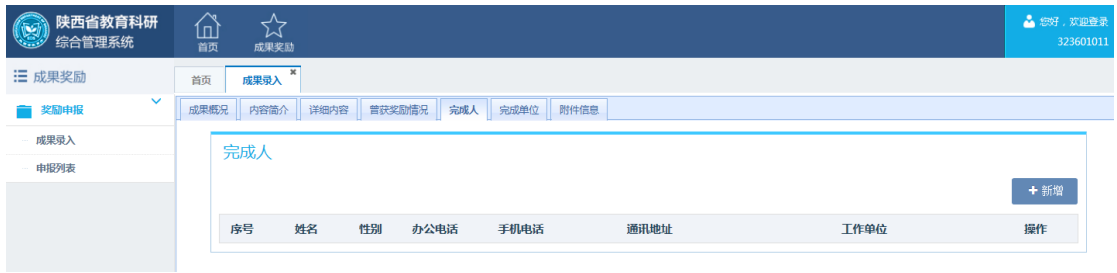 陕西省教育科研
综合管理系统
首页
成果奖励
您好，欢迎登录
323601011
成果奖励
首页
成果录入
奖励申报
成果概况 内容简介 详细内容 普获奖励情况 完成人 完成单位 附件信息
成果录入
申报列表
完成人
+ 新增
序号 姓名 性别 办公电话 手机电话 通讯地址 工作单位 操作